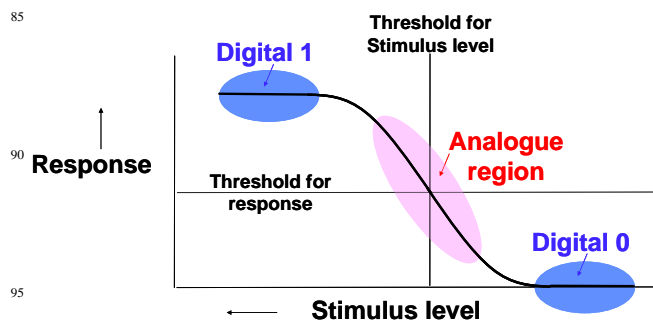 85
Threshold for
Stimulus level
Digital 1
Analogue
region
90
Response
Threshold for
response
Digital 0
95
Stimulus level